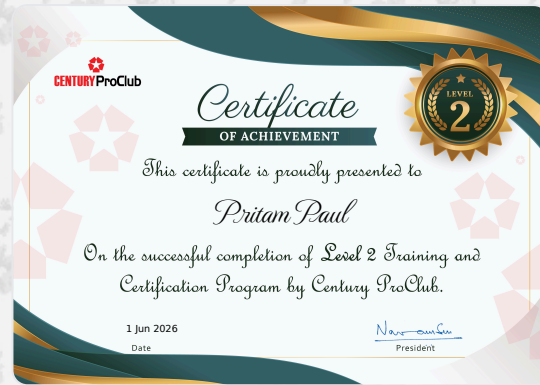 CENTURY ProClub
LEVEL
2
Certificate
OF ACHIEVEMENT
This certificate is proudly presented to
Pritam Paul
On the successful completion of Level 2 Training and
Certification Program by Century ProClub.
1 Jun 2026
Date
President